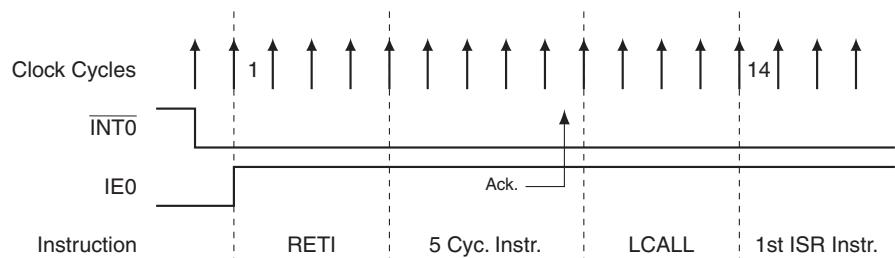 Clock Cycles 1 14
INT0
IE0
Ack.
Instruction RETI 5 Cyc. Instr. LCALL 1st ISR Instr.